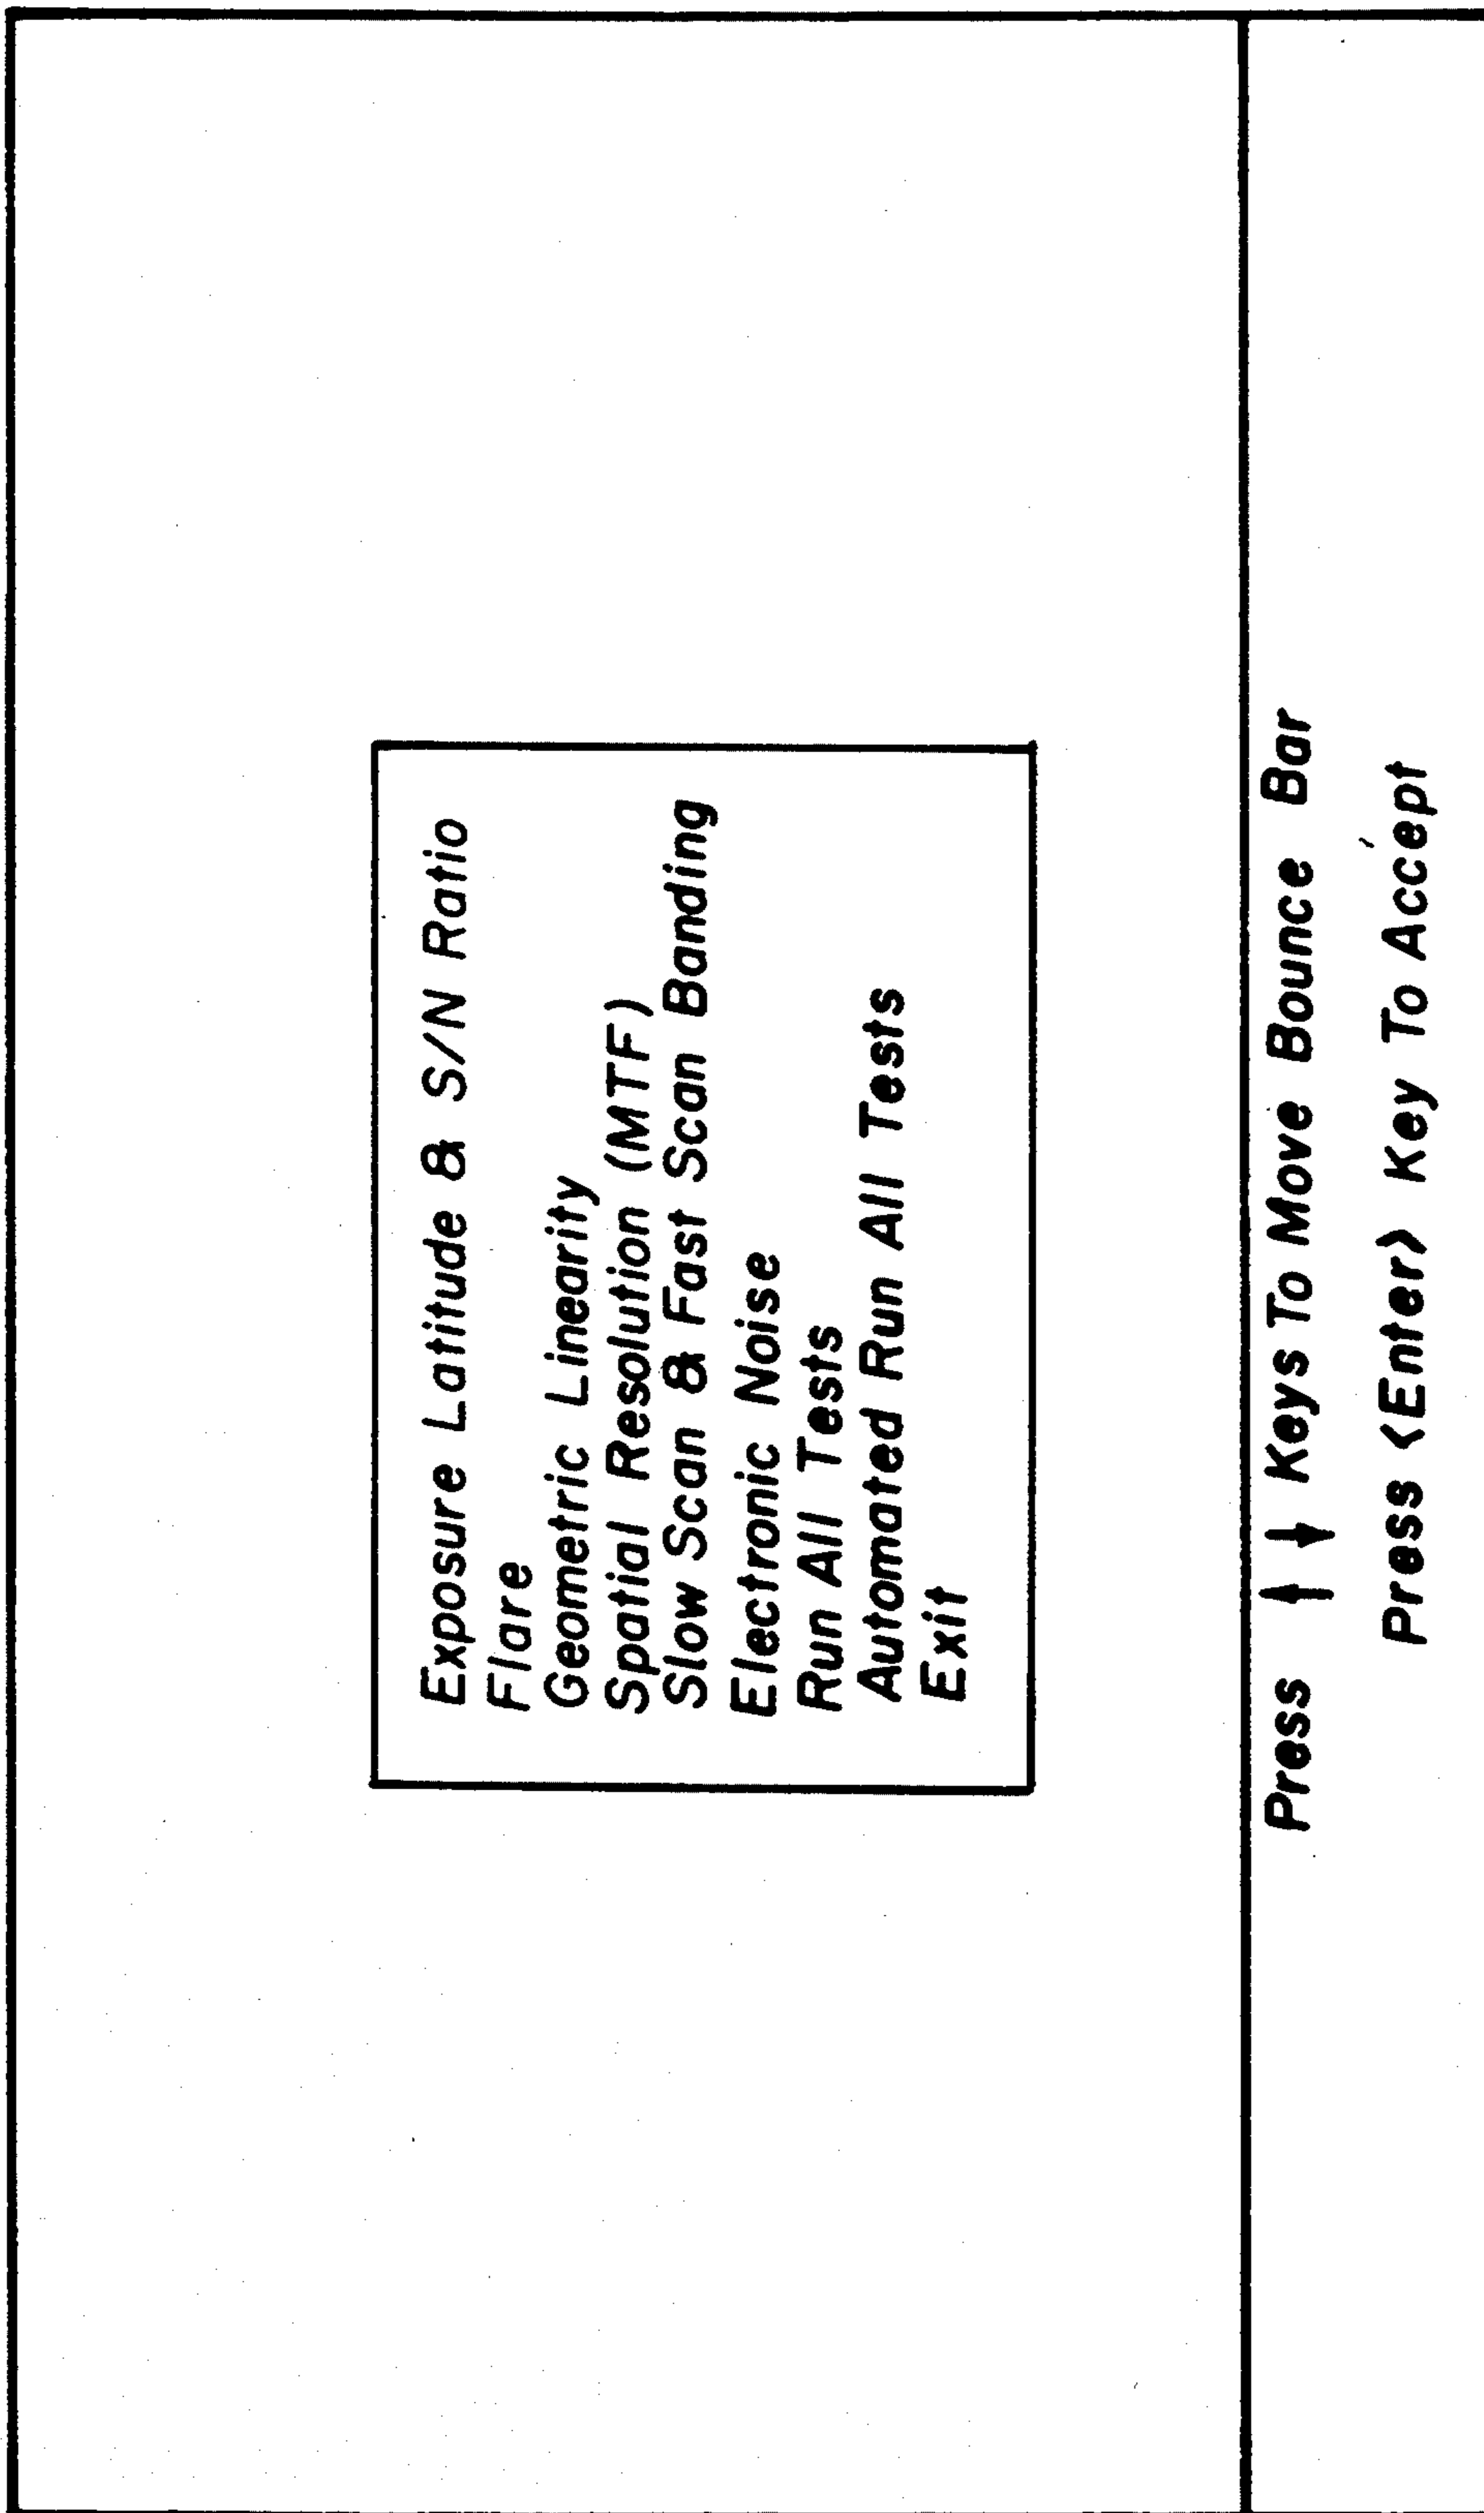 Exposure Latitude & S/N Ratio
Flare
Geometric Linearity
Spatial Resolution (MTF)
Slow Scan & Fast Scan Banding
Electronic Noise
Run All Tests
Automated Run All Tests
Exit
Press ↑ ↓ Keys To Move Bounce Bar
Press <Enter> Key To Accept